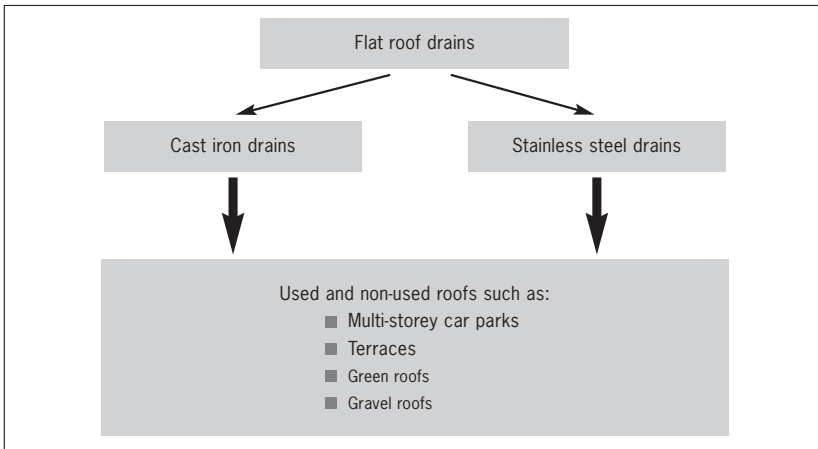 Flat roof drains
Cast iron drains
Stainless steel drains
Used and non-used roofs such as:
Multi-storey car parks
Terraces
Green roofs
Gravel roofs